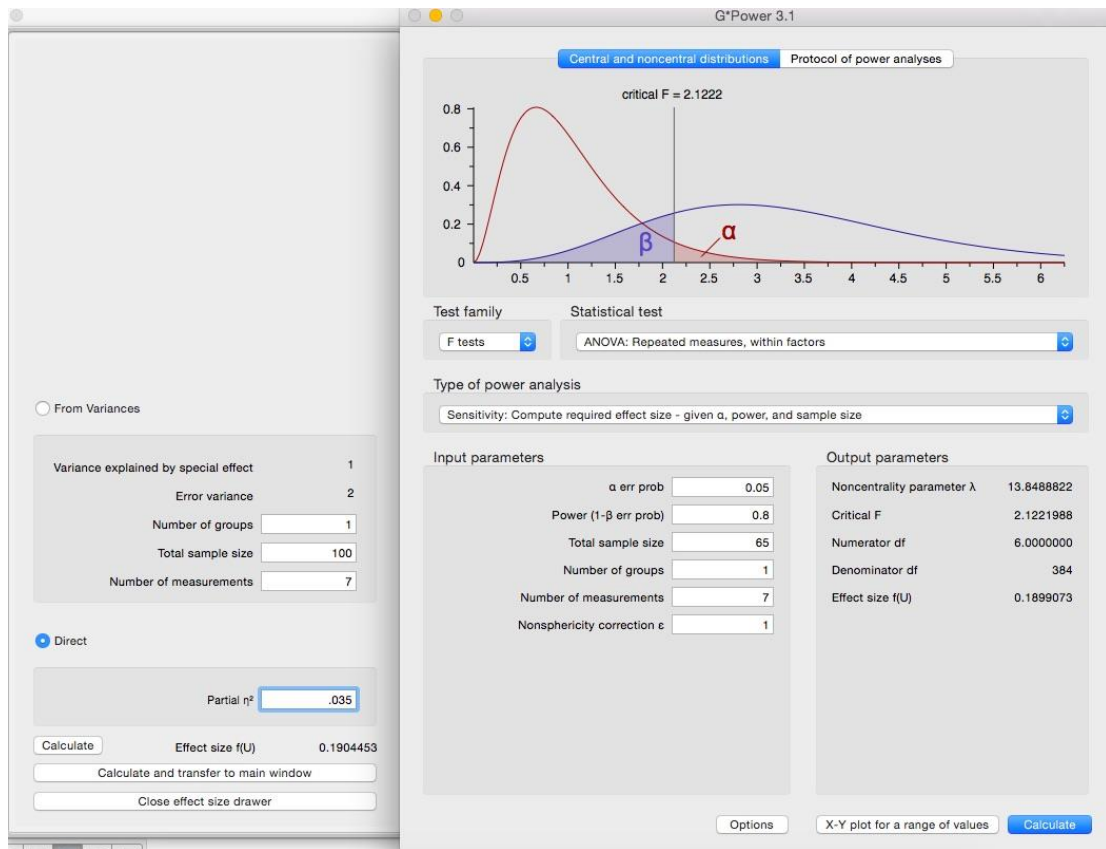 G*Power 3.1
Central and noncentral distributions
Protocol of power analyses
critical F = 2.1222
0.8
0.6
0.4
0.2
0
β
α
0.5 1 1.5 2 2.5 3 3.5 4 4.5 5 5.5 6
Test family
Statistical test
F tests
ANOVA: Repeated measures, within factors
Type of power analysis
Sensitivity: Compute required effect size - given α, power, and sample size
Input parameters
α err prob 0.05
Power (1-β err prob) 0.8
Total sample size 65
Number of groups 1
Number of measurements 7
Nonsphericity correction ε 1
Output parameters
Noncentrality parameter λ 13.8488822
Critical F 2.1221988
Numerator df 6.0000000
Denominator df 384
Effect size f(U) 0.1899073
Options
X-Y plot for a range of values
Calculate
From Variances
Variance explained by special effect 1
Error variance 2
Number of groups 1
Total sample size 100
Number of measurements 7
Direct
Partial η² .035
Calculate
Effect size f(U) 0.1904453
Calculate and transfer to main window
Close effect size drawer